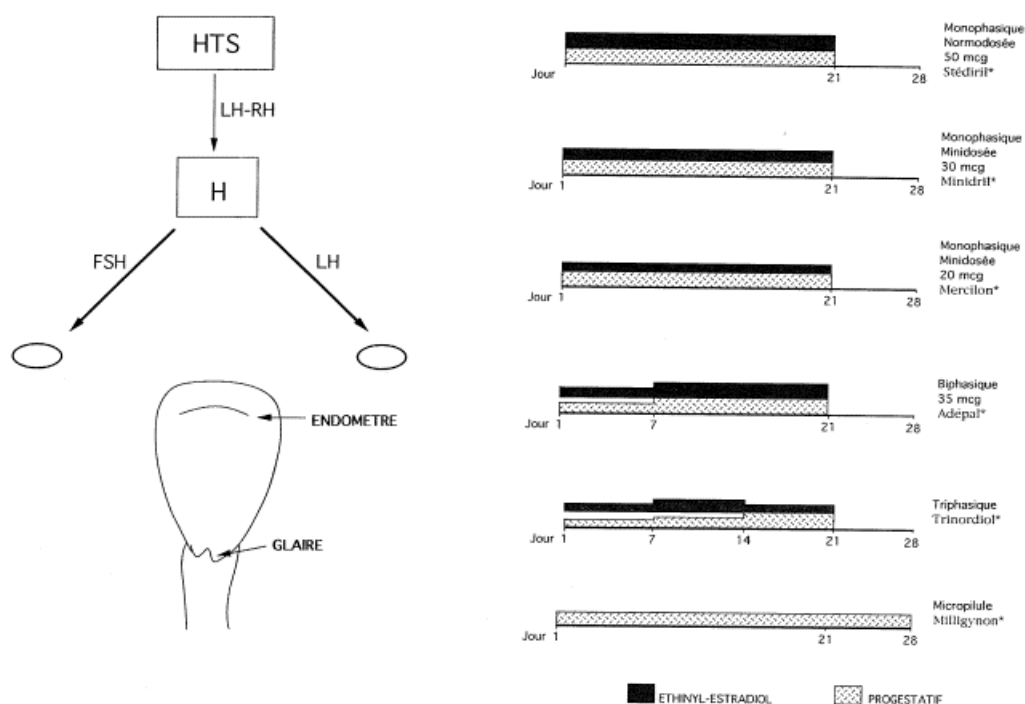 HTS
LH-RH
H
FSH
LH
ENDOMETRE
GLAIRE
Monophasique
Normodosée
50 mcg
Stédiril*
Jour
21
28
Monophasique
Minidosée
30 mcg
Minidril*
Jour 1
21
28
Monophasique
Minidosée
20 mcg
Mercilon*
Jour 1
21
28
Biphasique
35 mcg
Adépal*
Jour 1
7
21
28
Triphasique
Trinordiol*
Jour 1
7
14
21
28
Micropilule
Milligynon*
Jour 1
21
28
ETHINYL-ESTRADIOL
PROGESTATIF